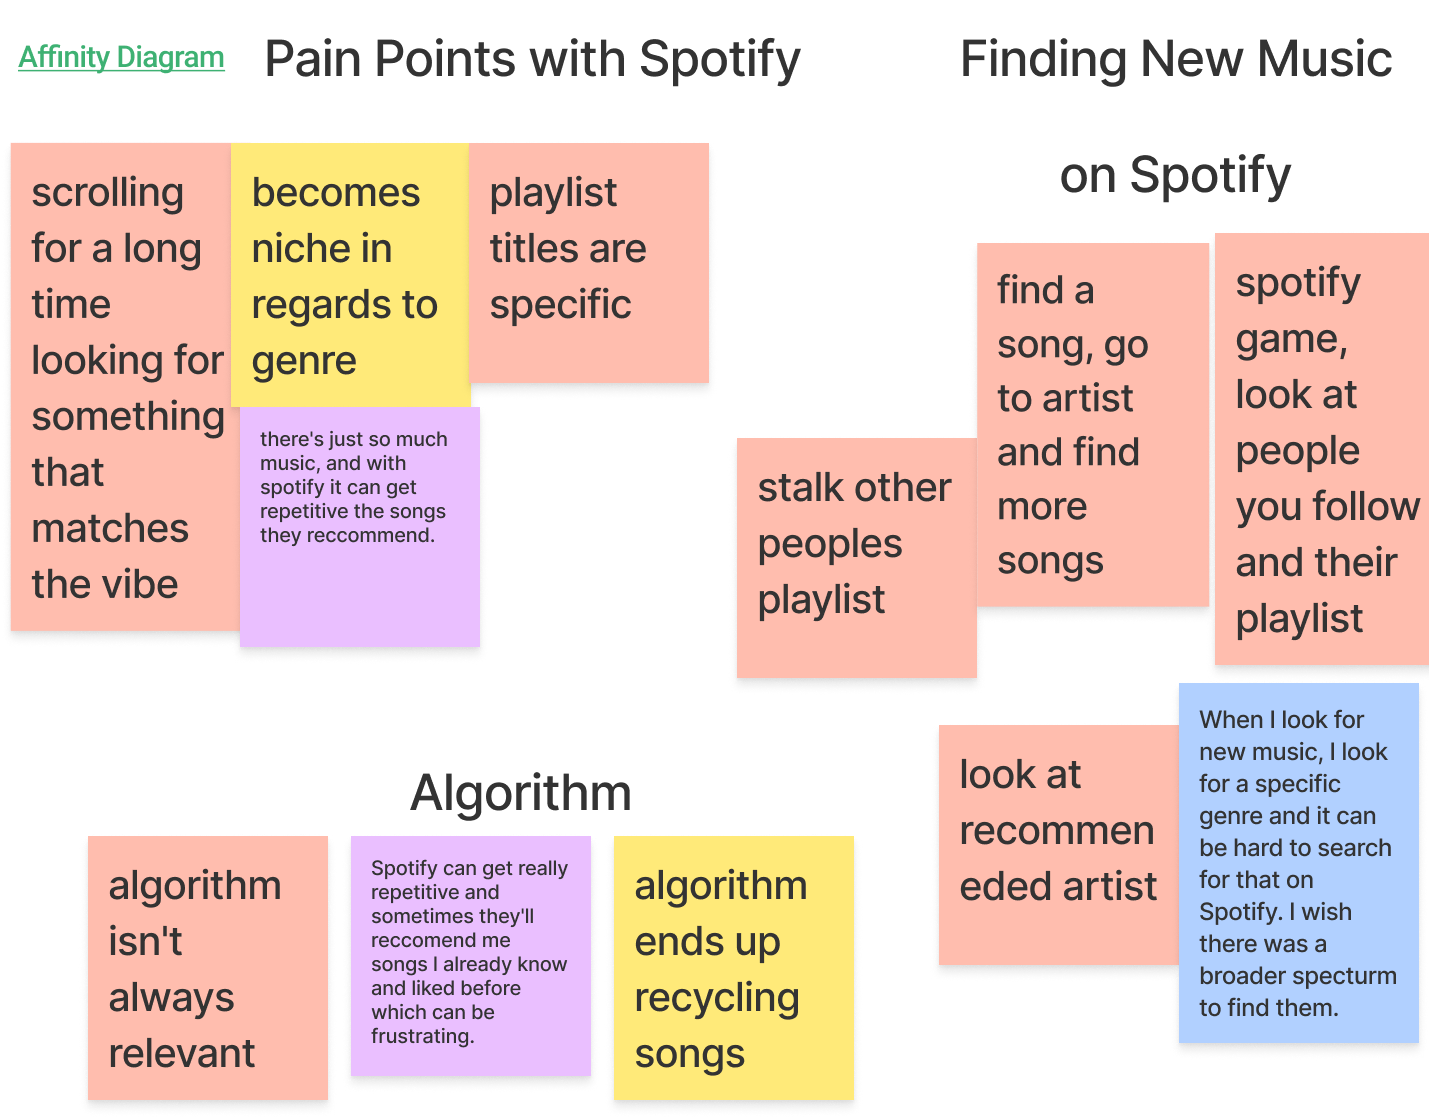 Affinity Diagram
Pain Points with Spotify
scrolling
for a long
time
looking for
something
that
matches
the vibe
becomes
niche in
regards to
genre
playlist
titles are
specific
there's just so much
music, and with
spotify it can get
repetitive the songs
they reccommend.
Finding New Music
on Spotify
stalk other
peoples
playlist
find a
song, go
to artist
and find
more
songs
spotify
game,
look at
people
you follow
and their
playlist
look at
recommen
eded artist
When I look for
new music, I look
for a specific
genre and it can
be hard to search
for that on
Spotify. I wish
there was a
broader specturm
to find them.
Algorithm
algorithm
isn't
always
relevant
Spotify can get really
repetitive and
sometimes they'll
reccomend me
songs I already know
and liked before
which can be
frustrating.
algorithm
ends up
recycling
songs